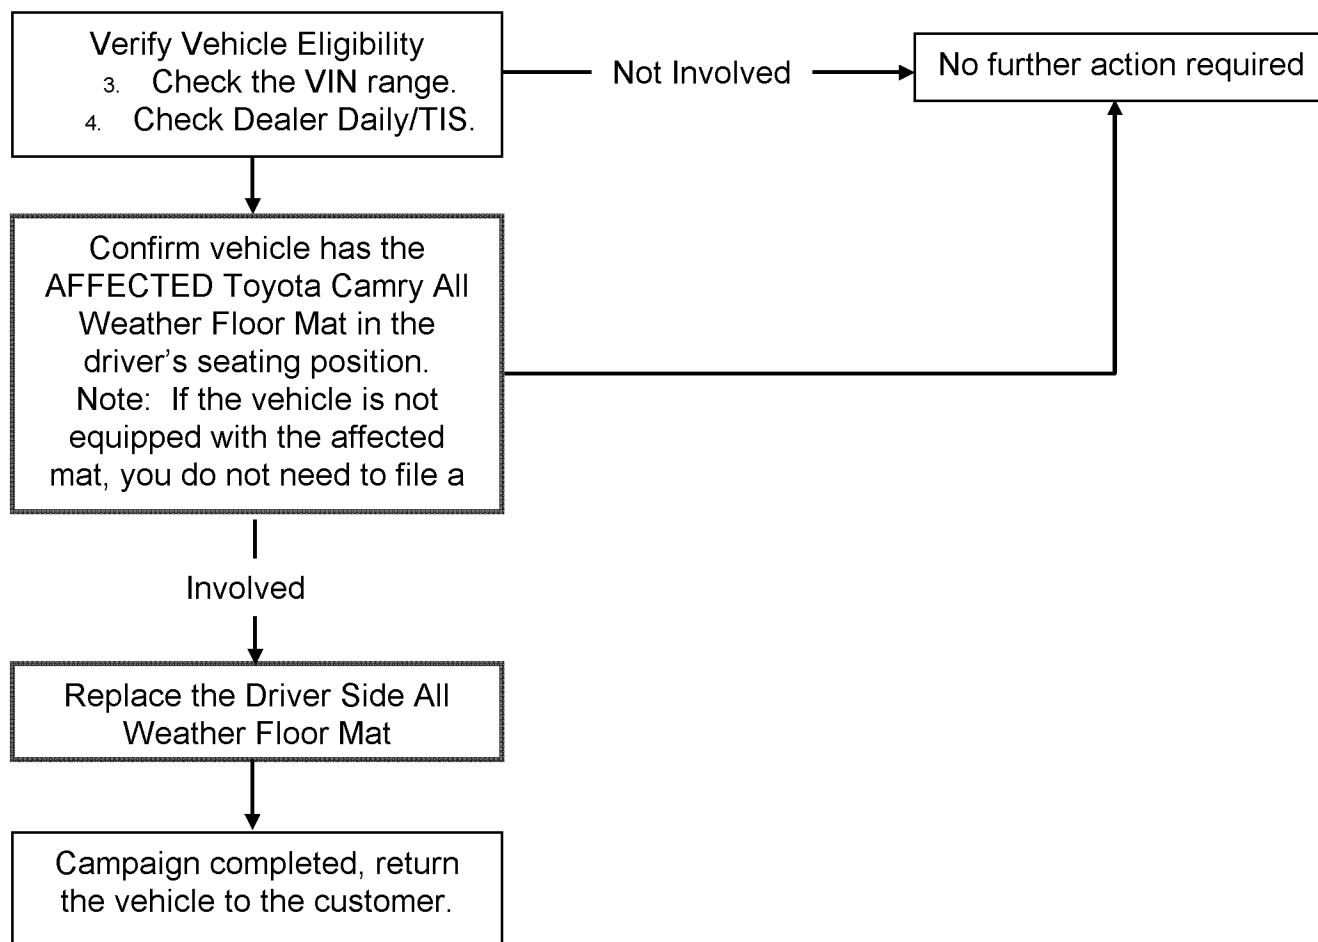 Verify Vehicle Eligibility
3. Check the VIN range.
4. Check Dealer Daily/TIS.
Not Involved
No further action required
Confirm vehicle has the
AFFECTED Toyota Camry All
Weather Floor Mat in the
driver’s seating position.
Note: If the vehicle is not
equipped with the affected
mat, you do not need to file a
Involved
Replace the Driver Side All
Weather Floor Mat
Campaign completed, return
the vehicle to the customer.